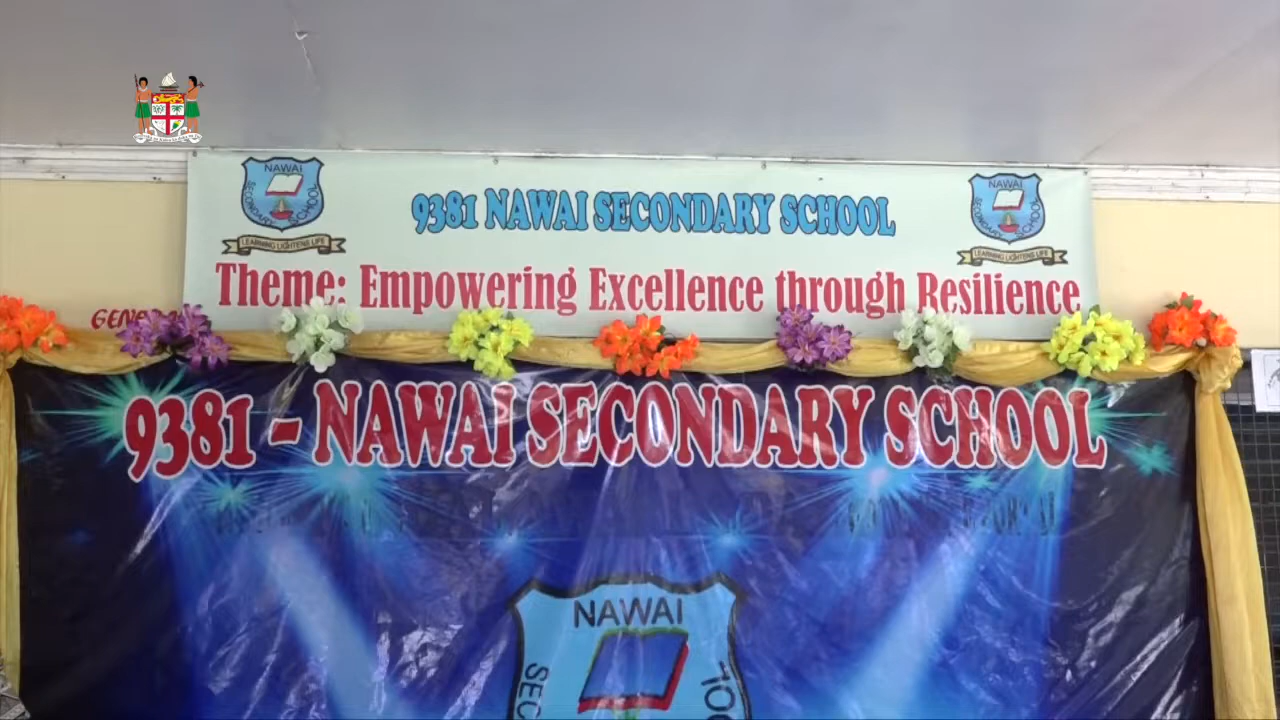 NAWAI
SECONDARY SCHOOL
LEARNING LIGHTENS LIFE
9381 NAWAI SECONDARY SCHOOL
NAWAI
SECONDARY SCHOOL
LEARNING LIGHTENS LIFE
Theme: Empowering Excellence through Resilience
9381 - NAWAI SECONDARY SCHOOL
NAWAI